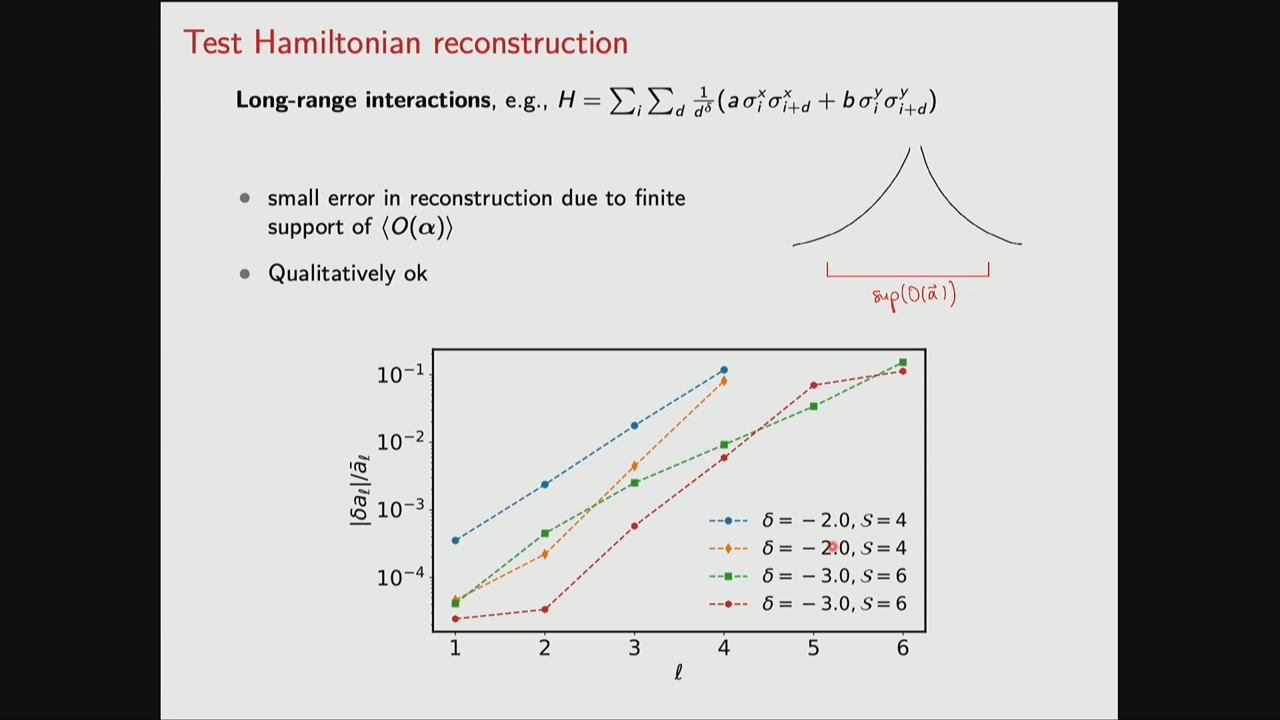 Test Hamiltonian reconstruction
Long-range interactions, e.g., H = ∑_i ∑_d 1/d^δ (a σ_i^x σ_{i+d}^x + b σ_i^y σ_{i+d}^y)
• small error in reconstruction due to finite
support of ⟨O(α)⟩
• Qualitatively ok
sup(O(α⃗))
10⁻¹
10⁻²
10⁻³
10⁻⁴
|δa_ℓ|/ā_ℓ
δ = − 2.0, S = 4
δ = − 2.0, S = 4
δ = − 3.0, S = 6
δ = − 3.0, S = 6
1 2 3 4 5 6
ℓ